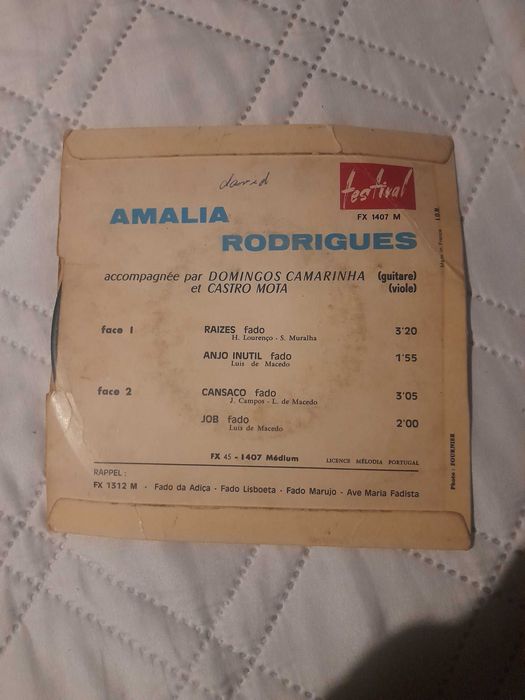 david
festival
FX 1407 M
AMALIA
RODRIGUES
accompagnée par DOMINGOS CAMARINHA (guitare)
et CASTRO MOTA (viole)
face 1 RAIZES fado 3'20
H. Lourenço - S. Muralha
ANJO INUTIL fado 1'55
Luis de Macedo
face 2 CANSACO fado 3'05
J. Campos - L. de Macedo
JOB fado 2'00
Luis de Macedo
FX 45 - 1407 Médium LICENCE MÉLODIA PORTUGAL
RAPPEL :
FX 1312 M - Fado da Adiça - Fado Lisboeta - Fado Marujo - Ave Maria Fadista
Made in France
Photo : FOURNIER